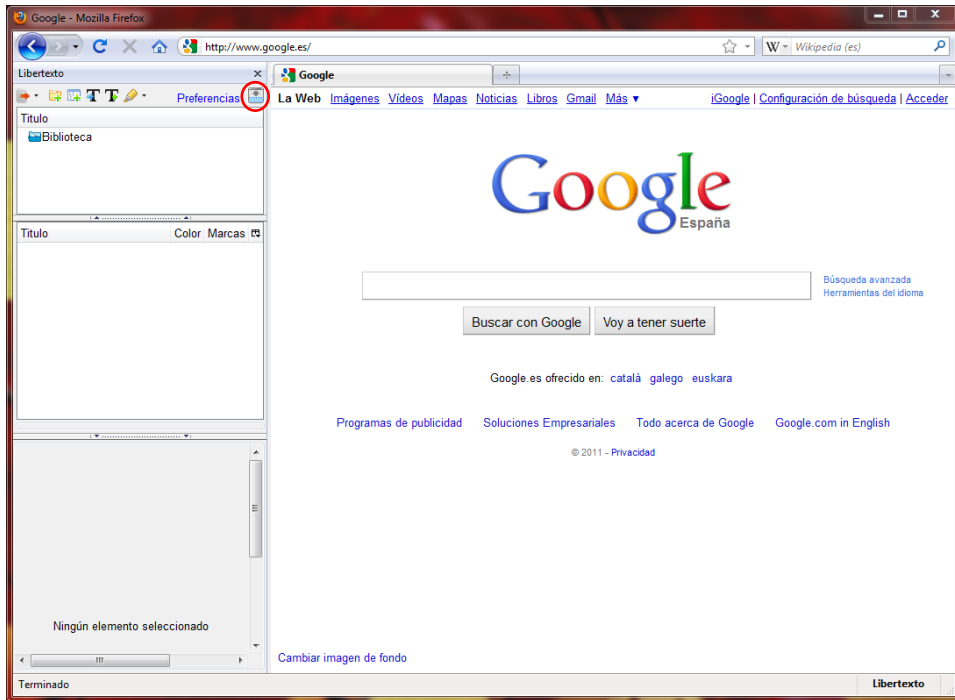 Google - Mozilla Firefox
http://www.google.es/
W Wikipedia (es)
Libertexto
Preferencias
Titulo
Biblioteca
Titulo Color Marcas
Ningún elemento seleccionado
Google
La Web Imágenes Vídeos Mapas Noticias Libros Gmail Más ▼ iGoogle | Configuración de búsqueda | Acceder
Google
España
Búsqueda avanzada
Herramientas del idioma
Buscar con Google Voy a tener suerte
Google.es ofrecido en: català galego euskara
Programas de publicidad Soluciones Empresariales Todo acerca de Google Google.com in English
© 2011 - Privacidad
Cambiar imagen de fondo
Terminado Libertexto